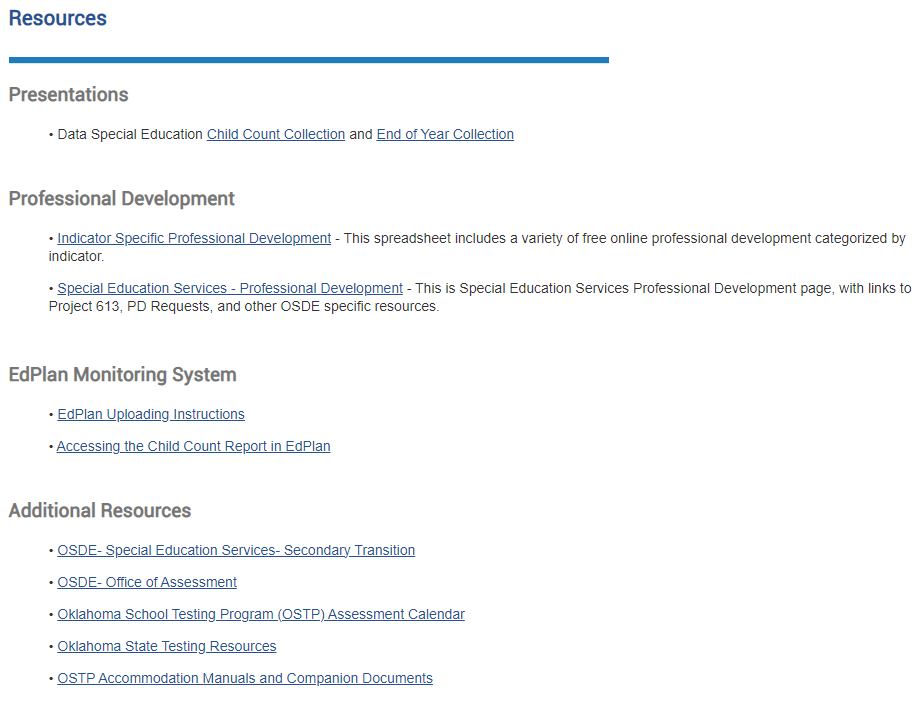 Resources
Presentations
• Data Special Education Child Count Collection and End of Year Collection
Professional Development
• Indicator Specific Professional Development - This spreadsheet includes a variety of free online professional development categorized by
indicator.
• Special Education Services - Professional Development - This is Special Education Services Professional Development page, with links to
Project 613, PD Requests, and other OSDE specific resources.
EdPlan Monitoring System
• EdPlan Uploading Instructions
• Accessing the Child Count Report in EdPlan
Additional Resources
• OSDE- Special Education Services- Secondary Transition
• OSDE- Office of Assessment
• Oklahoma School Testing Program (OSTP) Assessment Calendar
• Oklahoma State Testing Resources
• OSTP Accommodation Manuals and Companion Documents